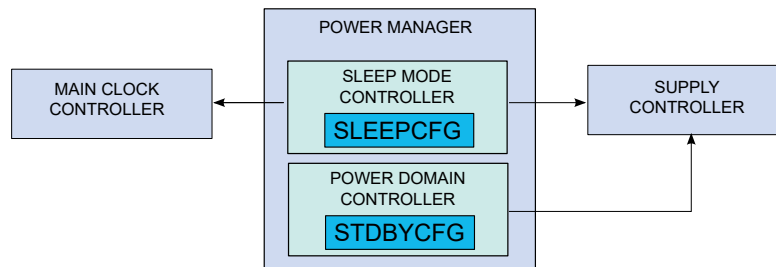 POWER MANAGER
MAIN CLOCK
CONTROLLER
SLEEP MODE
CONTROLLER
SLEEPCFG
SUPPLY
CONTROLLER
POWER DOMAIN
CONTROLLER
STDBYCFG